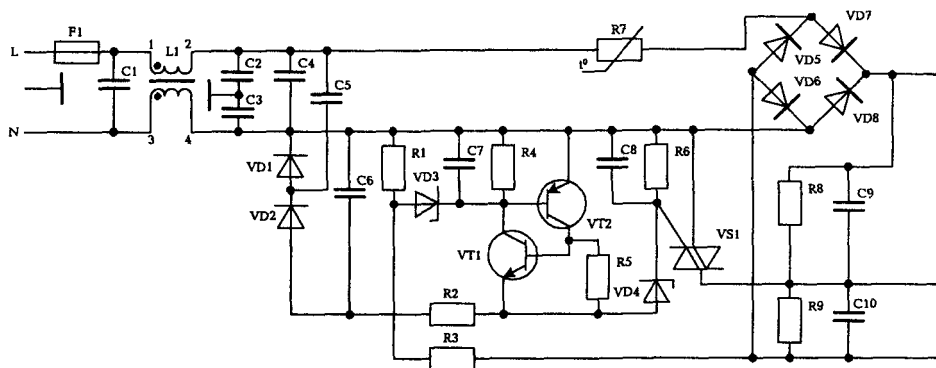 F1
1
L1
2
R7
VD7
L
C1
C2
C4
C5
t°
VD5
VD6
C3
VD8
N
3
4
R1
C7
R4
C8
R6
VD1
VD3
C6
R8
C9
VD2
VT2
VS1
VT1
R5
VD4
R2
R9
C10
R3